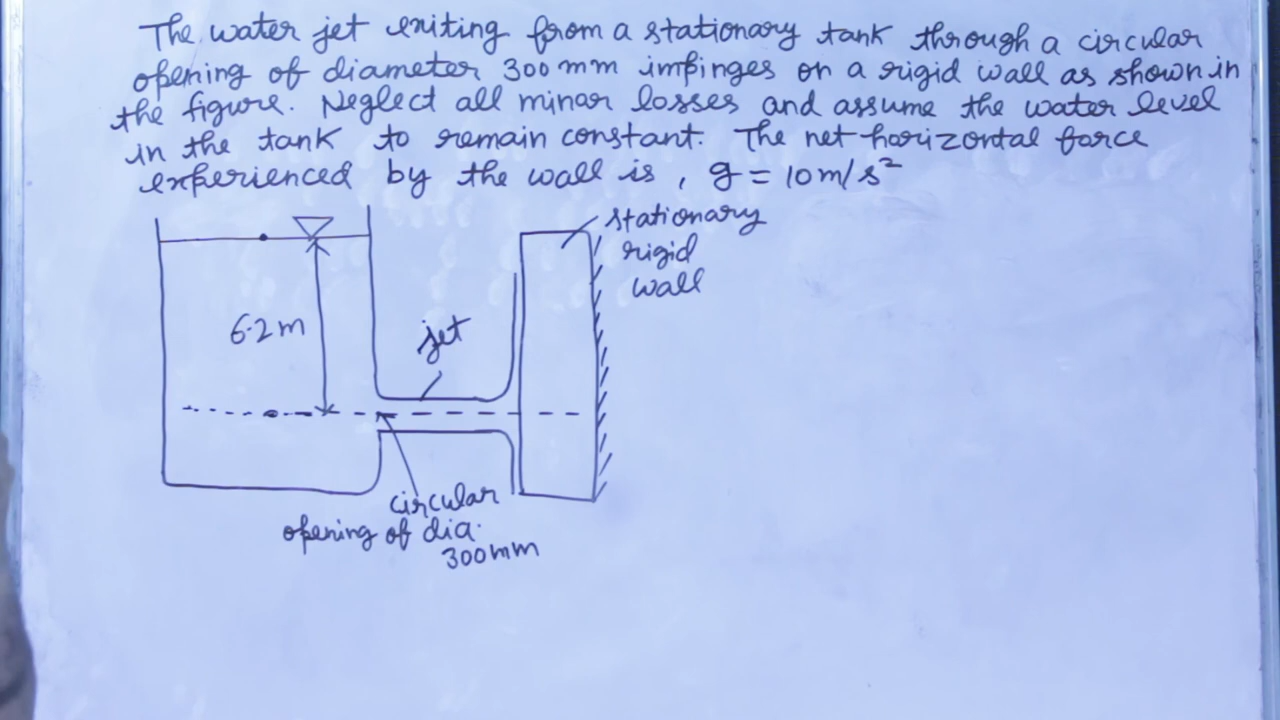 The water jet exiting from a stationary tank through a circular
opening of diameter 300 mm impinges on a rigid wall as shown in
the figure. Neglect all minor losses and assume the water level
in the tank to remain constant. The net horizontal force
experienced by the wall is, g = 10 m/s²
stationary
rigid
wall
6.2 m
jet
circular
opening of dia.
300 mm